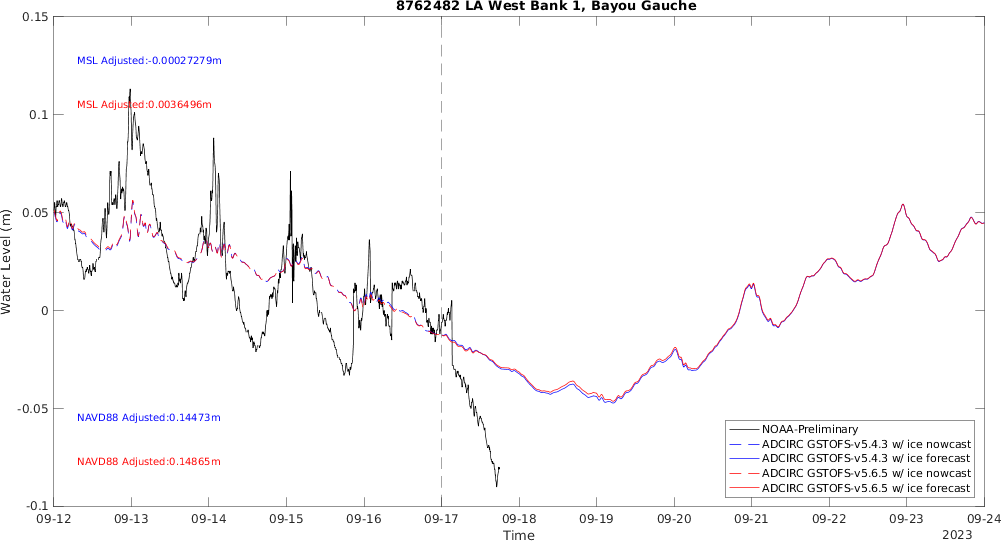 8762482 LA West Bank 1, Bayou Gauche
0.15
MSL Adjusted:-0.00027279m
MSL Adjusted:0.0036496m
0.1
0.05
Water Level (m)
0
-0.05
NAVD88 Adjusted:0.14473m
NAVD88 Adjusted:0.14865m
NOAA-Preliminary
ADCIRC GSTOFS-v5.4.3 w/ ice nowcast
ADCIRC GSTOFS-v5.4.3 w/ ice forecast
ADCIRC GSTOFS-v5.6.5 w/ ice nowcast
ADCIRC GSTOFS-v5.6.5 w/ ice forecast
-0.1
09-12 09-13 09-14 09-15 09-16 09-17 09-18 09-19 09-20 09-21 09-22 09-23 09-24
Time
2023